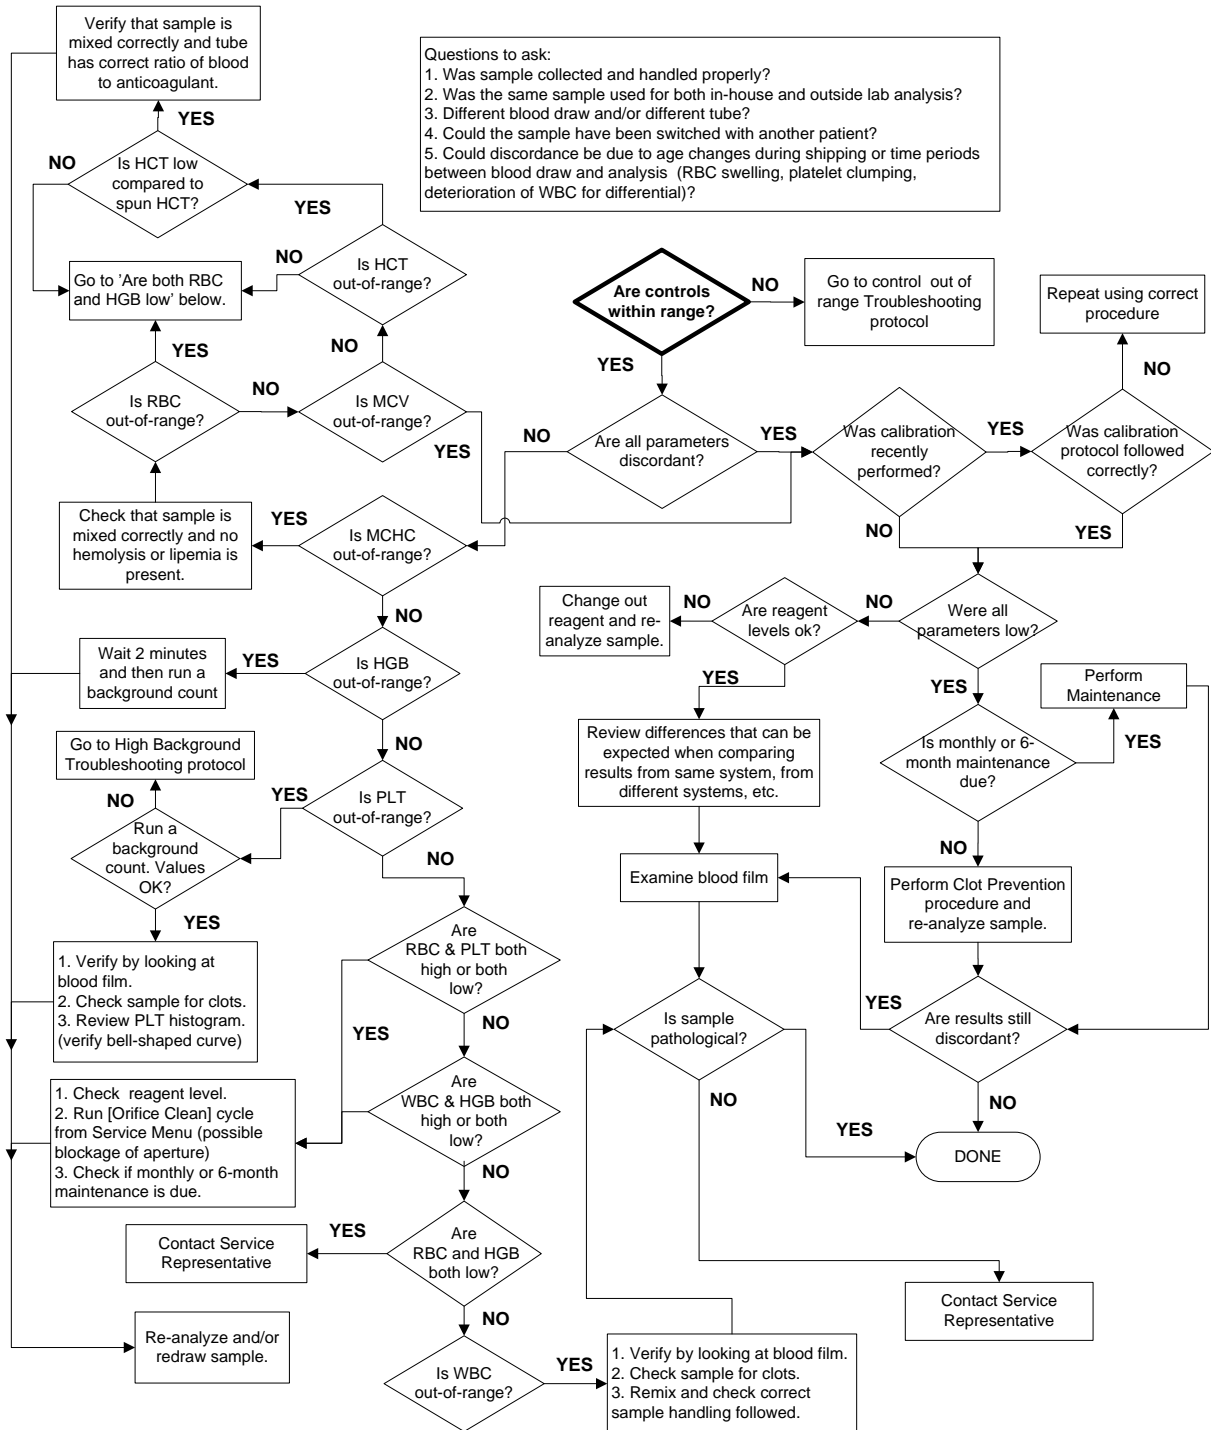 Verify that sample is
mixed correctly and tube
has correct ratio of blood
to anticoagulant.
YES
NO
Is HCT low
compared to
spun HCT?
YES
Questions to ask:
1. Was sample collected and handled properly?
2. Was the same sample used for both in-house and outside lab analysis?
3. Different blood draw and/or different tube?
4. Could the sample have been switched with another patient?
5. Could discordance be due to age changes during shipping or time periods
between blood draw and analysis  (RBC swelling, platelet clumping,
deterioration of WBC for differential)?
Go to 'Are both RBC
and HGB low' below.
NO
Is HCT
out-of-range?
Are controls
within range?
NO
Go to control  out of
range Troubleshooting
protocol
Repeat using correct
procedure
YES
NO
YES
NO
Is RBC
out-of-range?
NO
Is MCV
out-of-range?
YES
NO
Are all parameters
discordant?
YES
Was calibration
recently
performed?
YES
Was calibration
protocol followed
correctly?
NO
YES
Check that sample is
mixed correctly and no
hemolysis or lipemia is
present.
YES
Is MCHC
out-of-range?
NO
Change out
reagent and re-
analyze sample.
NO
Are reagent
levels ok?
NO
Were all
parameters low?
YES
YES
Wait 2 minutes
and then run a
background count
YES
Is HGB
out-of-range?
NO
Perform
Maintenance
YES
Is monthly or 6-
month maintenance
due?
NO
Review differences that can be
expected when comparing
results from same system, from
different systems, etc.
Go to High Background
Troubleshooting protocol
NO
YES
Is PLT
out-of-range?
NO
Run a
background
count. Values
OK?
YES
Examine blood film
Perform Clot Prevention
procedure and
re-analyze sample.
YES
Are results still
discordant?
NO
DONE
1. Verify by looking at
blood film.
2. Check sample for clots.
3. Review PLT histogram.
(verify bell-shaped curve)
Are
RBC & PLT both
high or both
low?
YES
NO
Is sample
pathological?
NO
YES
1. Check  reagent level.
2. Run [Orifice Clean] cycle
from Service Menu (possible
blockage of aperture)
3. Check if monthly or 6-month
maintenance is due.
Are
WBC & HGB both
high or both
low?
NO
Contact Service
Representative
YES
Are
RBC and HGB
both low?
NO
Contact Service
Representative
Re-analyze and/or
redraw sample.
Is WBC
out-of-range?
YES
1. Verify by looking at blood film.
2. Check sample for clots.
3. Remix and check correct
sample handling followed.